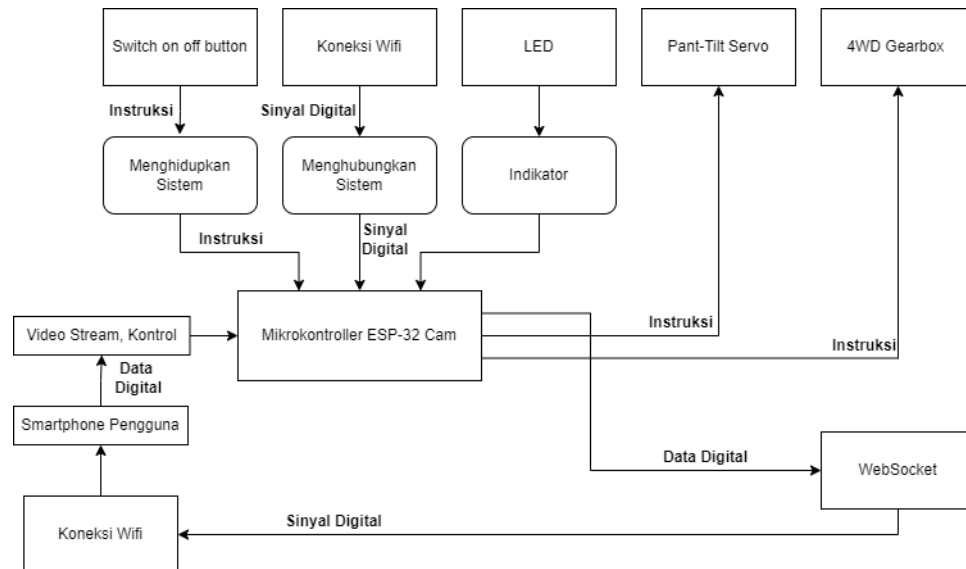 Switch on off button
Koneksi Wifi
LED
Pant-Tilt Servo
4WD Gearbox
Instruksi
Sinyal Digital
Menghidupkan
Sistem
Menghubungkan
Sistem
Indikator
Instruksi
Sinyal
Digital
Video Stream, Kontrol
Mikrokontroller ESP-32 Cam
Instruksi
Instruksi
Data
Digital
Smartphone Pengguna
Data Digital
WebSocket
Sinyal Digital
Koneksi Wifi